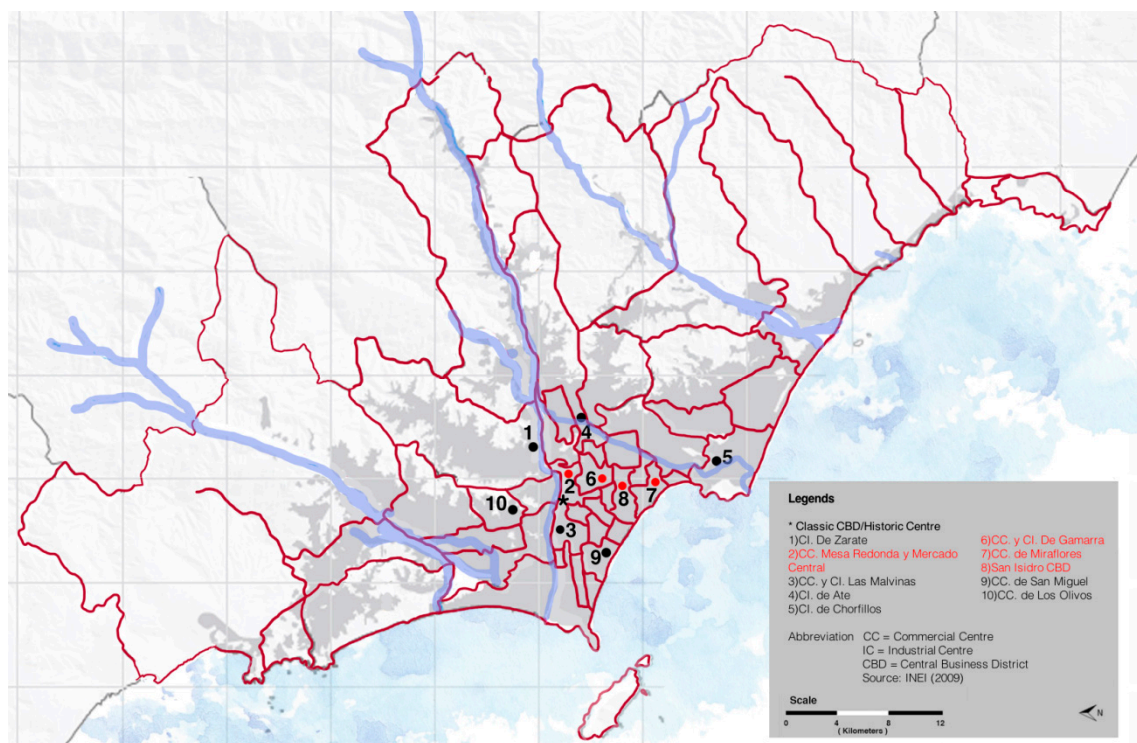 1
4
5
2
6
8
7
10
*
3
9
Legends
* Classic CBD/Historic Centre
1)CI. De Zarate
2)CC. Mesa Redonda y Mercado
Central
3)CC. y CI. Las Malvinas
4)CI. de Ate
5)CI. de Chorfillos
6)CC. y CI. De Gamarra
7)CC. de Miraflores
8)San Isidro CBD
9)CC. de San Miguel
10)CC. de Los Olivos
Abbreviation CC = Commercial Centre
IC = Industrial Centre
CBD = Central Business District
Source: INEI (2009)
Scale
0 4 8 12
( Kilometers )
N